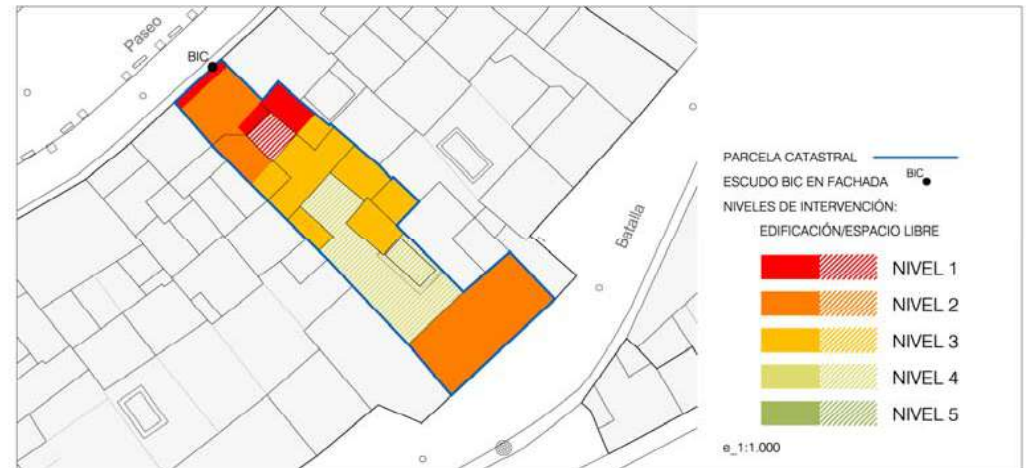 Paseo
BIC
Batalla
PARCELA CATASTRAL
ESCUDO BIC EN FACHADA BIC
NIVELES DE INTERVENCIÓN:
EDIFICACIÓN/ESPACIO LIBRE
NIVEL 1
NIVEL 2
NIVEL 3
NIVEL 4
NIVEL 5
e_1:1.000